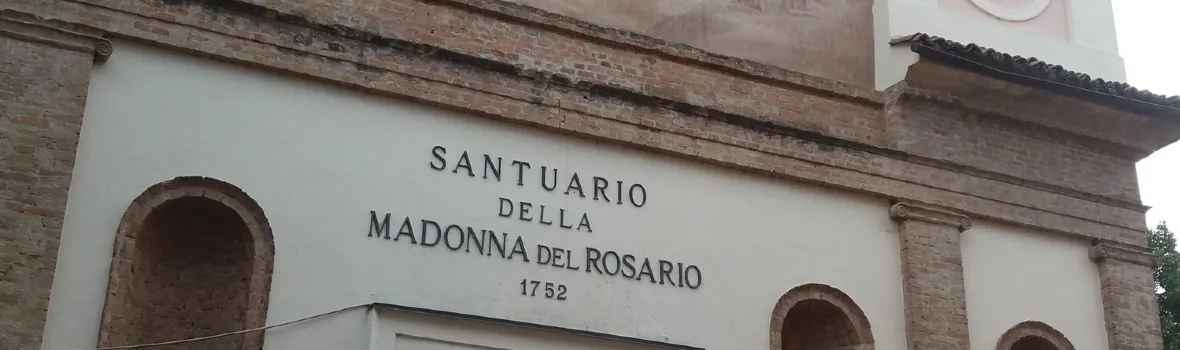 SANTUARIO
DELLA
MADONNA DEL ROSARIO
1752